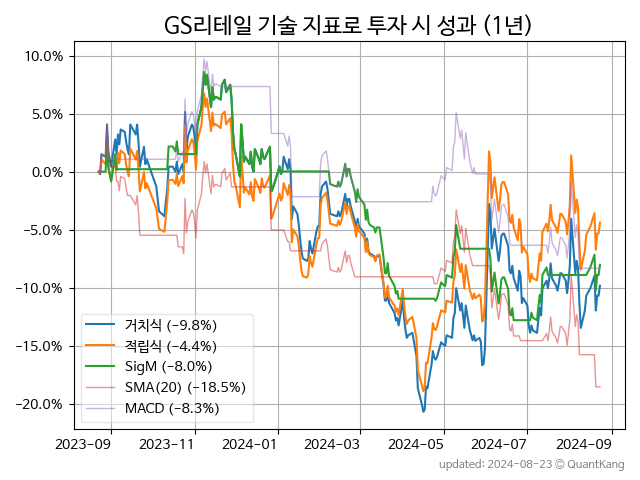 GS리테일 기술 지표로 투자 시 성과 (1년)
10.0%
5.0%
0.0%
−5.0%
−10.0%
−15.0%
−20.0%
거치식 (−9.8%)
적립식 (−4.4%)
SigM (−8.0%)
SMA(20) (−18.5%)
MACD (−8.3%)
2023-09 2023-11 2024-01 2024-03 2024-05 2024-07 2024-09
updated: 2024-08-23 © QuantKang